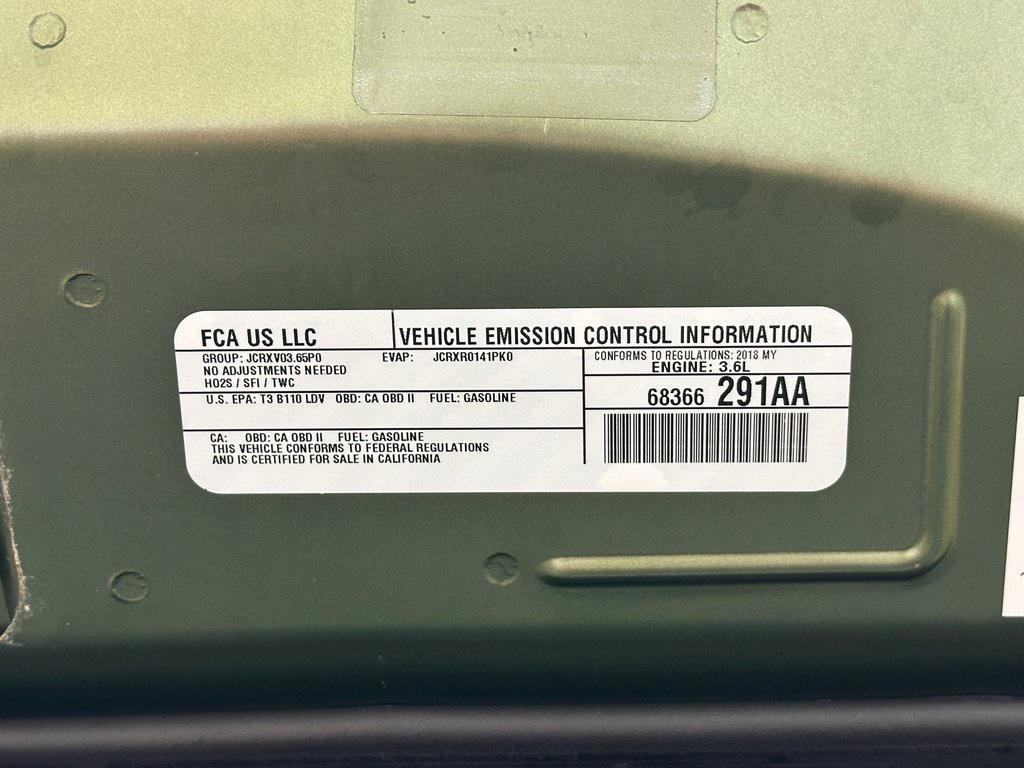 FCA US LLC
VEHICLE EMISSION CONTROL INFORMATION
GROUP: JCRXV03.65P0 EVAP: JCRXR0141PK0
NO ADJUSTMENTS NEEDED
HO2S / SFI / TWC
CONFORMS TO REGULATIONS: 2018 MY
ENGINE: 3.6L
68366 291AA
U.S. EPA: T3 B110 LDV OBD: CA OBD II FUEL: GASOLINE
CA: OBD: CA OBD II FUEL: GASOLINE
THIS VEHICLE CONFORMS TO FEDERAL REGULATIONS
AND IS CERTIFIED FOR SALE IN CALIFORNIA